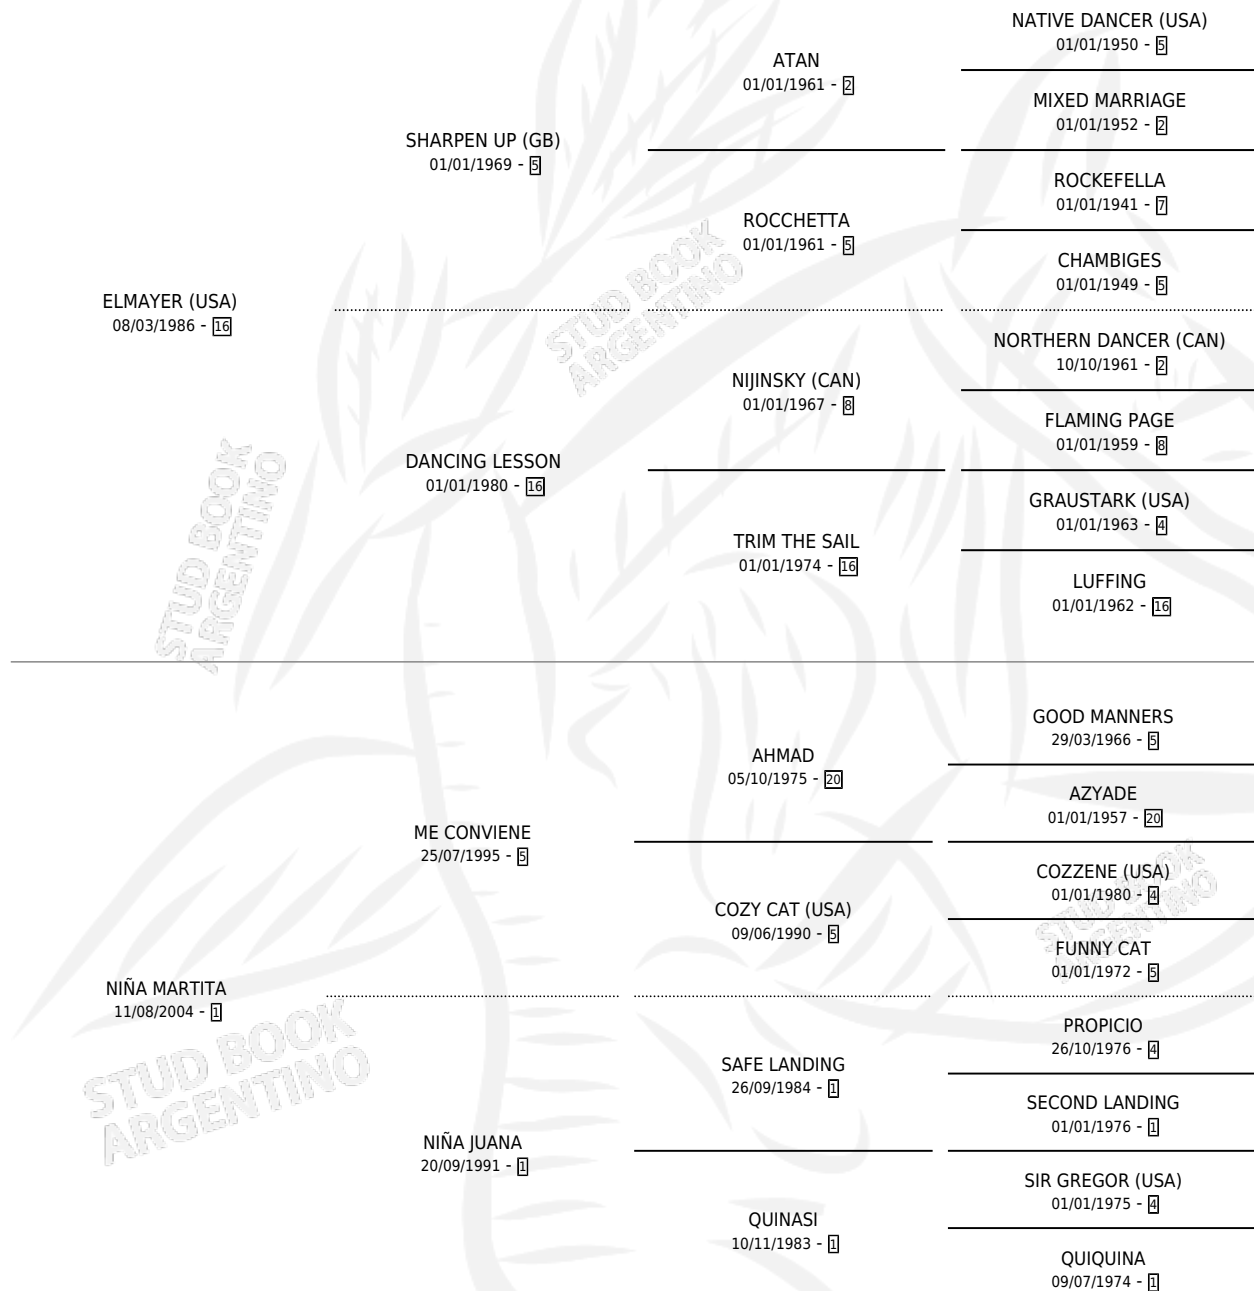 NATIVE DANCER (USA)
01/01/1950 - 5
ATAN
01/01/1961 - 2
MIXED MARRIAGE
01/01/1952 - 2
SHARPEN UP (GB)
01/01/1969 - 5
ROCKEFELLA
01/01/1941 - 7
ROCCHETTA
01/01/1961 - 5
CHAMBIGES
01/01/1949 - 5
ELMAYER (USA)
08/03/1986 - 16
NORTHERN DANCER (CAN)
10/10/1961 - 2
NIJINSKY (CAN)
01/01/1967 - 8
FLAMING PAGE
01/01/1959 - 8
DANCING LESSON
01/01/1980 - 16
GRAUSTARK (USA)
01/01/1963 - 4
TRIM THE SAIL
01/01/1974 - 16
LUFFING
01/01/1962 - 16
GOOD MANNERS
29/03/1966 - 5
AHMAD
05/10/1975 - 20
AZYADE
01/01/1957 - 20
ME CONVIENE
25/07/1995 - 5
COZZENE (USA)
01/01/1980 - 4
COZY CAT (USA)
09/06/1990 - 5
FUNNY CAT
01/01/1972 - 5
NIÑA MARTITA
11/08/2004 - 1
PROPICIO
26/10/1976 - 4
SAFE LANDING
26/09/1984 - 1
SECOND LANDING
01/01/1976 - 1
NIÑA JUANA
20/09/1991 - 1
SIR GREGOR (USA)
01/01/1975 - 4
QUINASI
10/11/1983 - 1
QUIQUINA
09/07/1974 - 1
STUD BOOK
ARGENTINO
STUD BOOK
ARGENTINO
STUD BOOK
ARGENTINO
STUD BOOK
ARGENTINO